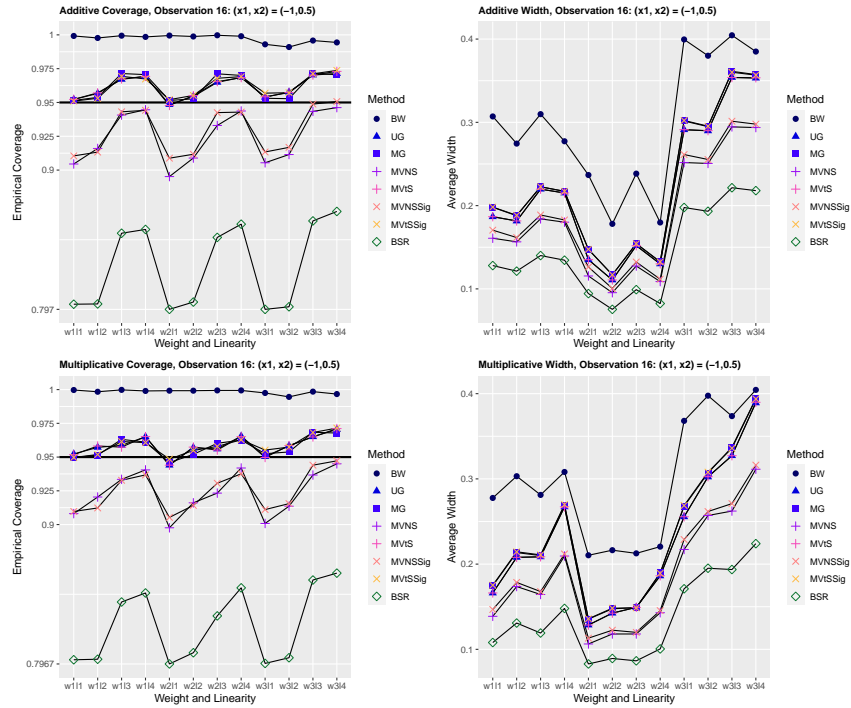 Additive Coverage, Observation 16: (x1, x2) = (−1,0.5)
Empirical Coverage
1
0.975
0.95
0.925
0.9
0.797
w1l1 w1l2 w1l3 w1l4 w2l1 w2l2 w2l3 w2l4 w3l1 w3l2 w3l3 w3l4
Weight and Linearity
Method
BW
UG
MG
MVNS
MVtS
MVNSSig
MVtSSig
BSR
Additive Width, Observation 16: (x1, x2) = (−1,0.5)
Average Width
0.4
0.3
0.2
0.1
w1l1 w1l2 w1l3 w1l4 w2l1 w2l2 w2l3 w2l4 w3l1 w3l2 w3l3 w3l4
Weight and Linearity
Method
BW
UG
MG
MVNS
MVtS
MVNSSig
MVtSSig
BSR
Multiplicative Coverage, Observation 16: (x1, x2) = (−1,0.5)
Empirical Coverage
1
0.975
0.95
0.925
0.9
0.7967
w1l1 w1l2 w1l3 w1l4 w2l1 w2l2 w2l3 w2l4 w3l1 w3l2 w3l3 w3l4
Weight and Linearity
Method
BW
UG
MG
MVNS
MVtS
MVNSSig
MVtSSig
BSR
Multiplicative Width, Observation 16: (x1, x2) = (−1,0.5)
Average Width
0.4
0.3
0.2
0.1
w1l1 w1l2 w1l3 w1l4 w2l1 w2l2 w2l3 w2l4 w3l1 w3l2 w3l3 w3l4
Weight and Linearity
Method
BW
UG
MG
MVNS
MVtS
MVNSSig
MVtSSig
BSR